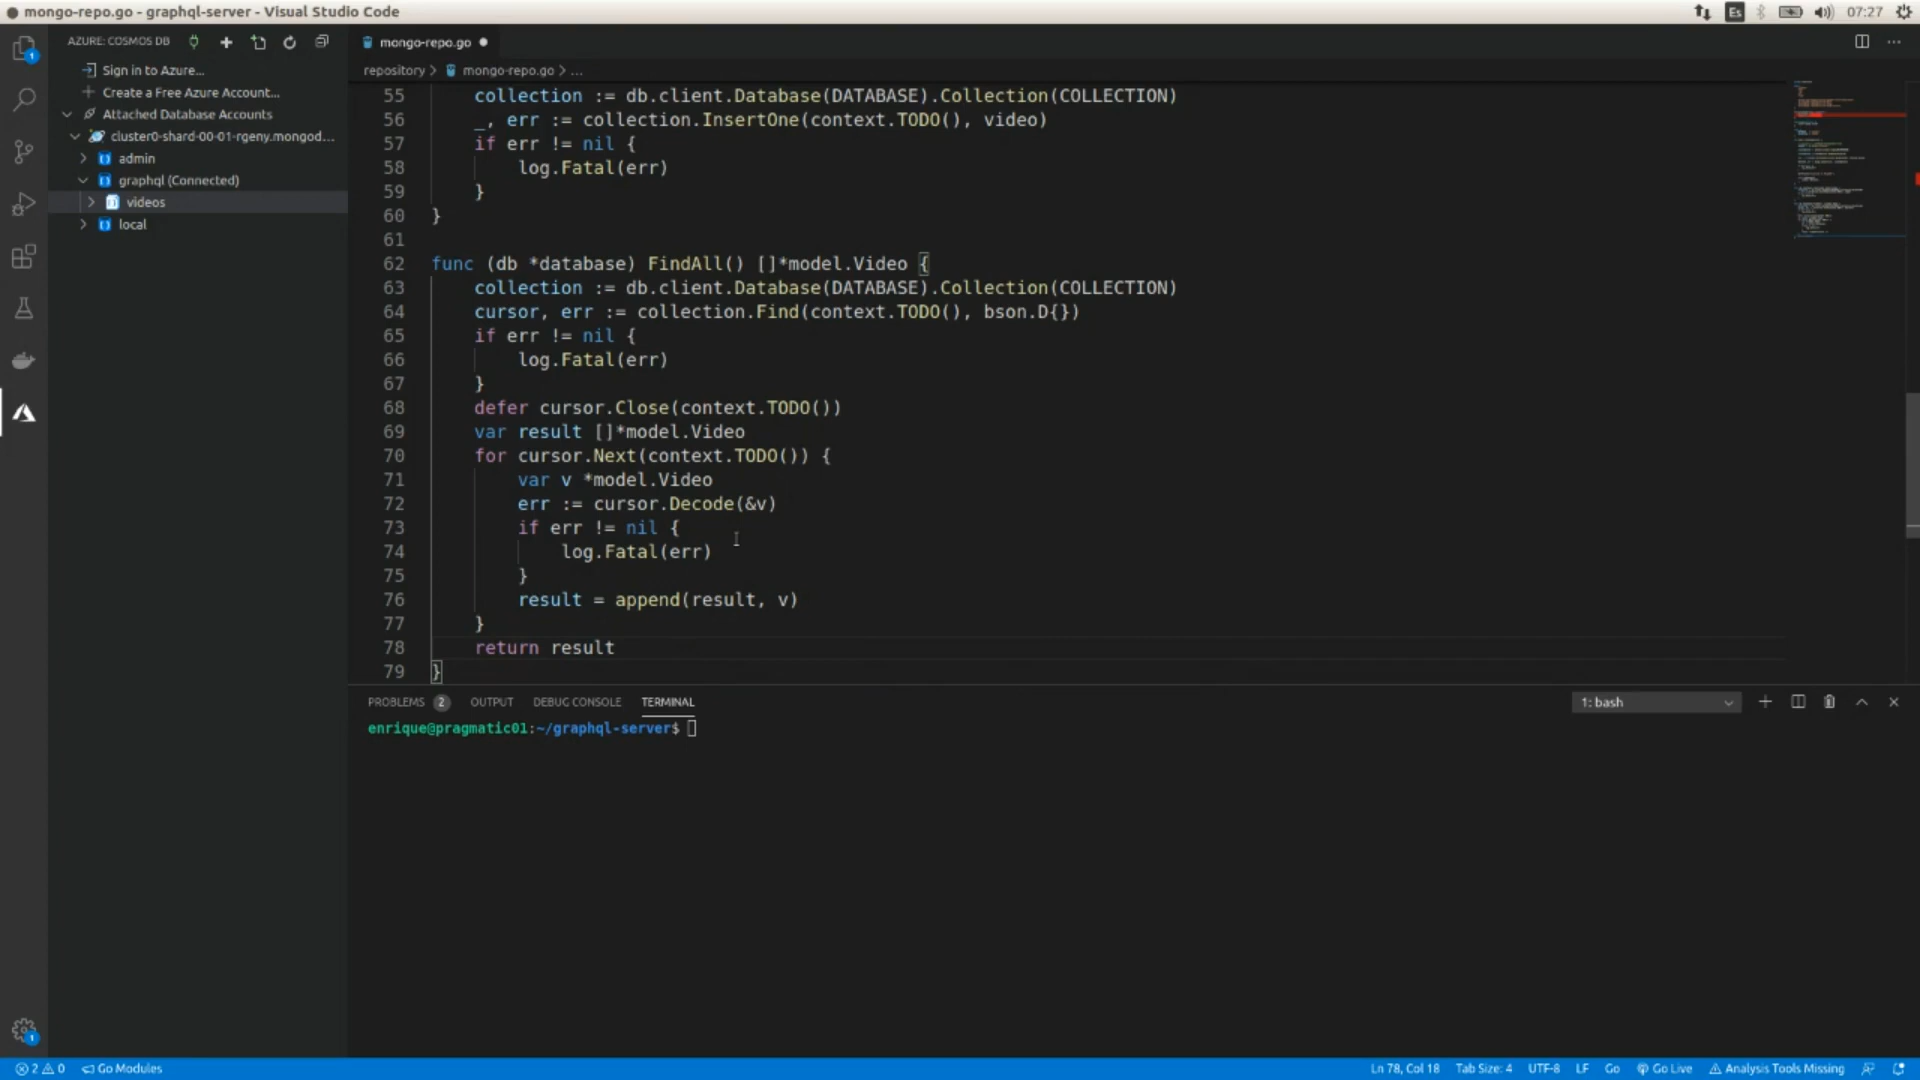 mongo-repo.go - graphql-server - Visual Studio Code
Es
07:27
AZURE: COSMOS DB
mongo-repo.go
1
Sign in to Azure...
Create a Free Azure Account...
Attached Database Accounts
cluster0-shard-00-01-rgeny.mongod...
admin
graphql (Connected)
videos
local
repository > mongo-repo.go > ...
55 collection := db.client.Database(DATABASE).Collection(COLLECTION)
56 _, err := collection.InsertOne(context.TODO(), video)
57 if err != nil {
58 log.Fatal(err)
59 }
60 }
61
62 func (db *database) FindAll() []*model.Video {
63 collection := db.client.Database(DATABASE).Collection(COLLECTION)
64 cursor, err := collection.Find(context.TODO(), bson.D{})
65 if err != nil {
66 log.Fatal(err)
67 }
68 defer cursor.Close(context.TODO())
69 var result []*model.Video
70 for cursor.Next(context.TODO()) {
71 var v *model.Video
72 err := cursor.Decode(&v)
73 if err != nil {
74 log.Fatal(err)
75 }
76 result = append(result, v)
77 }
78 return result
79 }
PROBLEMS 2 OUTPUT DEBUG CONSOLE TERMINAL 1: bash
enrique@pragmatic01:~/graphql-server$
1
2 0 Go Modules Ln 78, Col 18 Tab Size: 4 UTF-8 LF Go Go Live Analysis Tools Missing